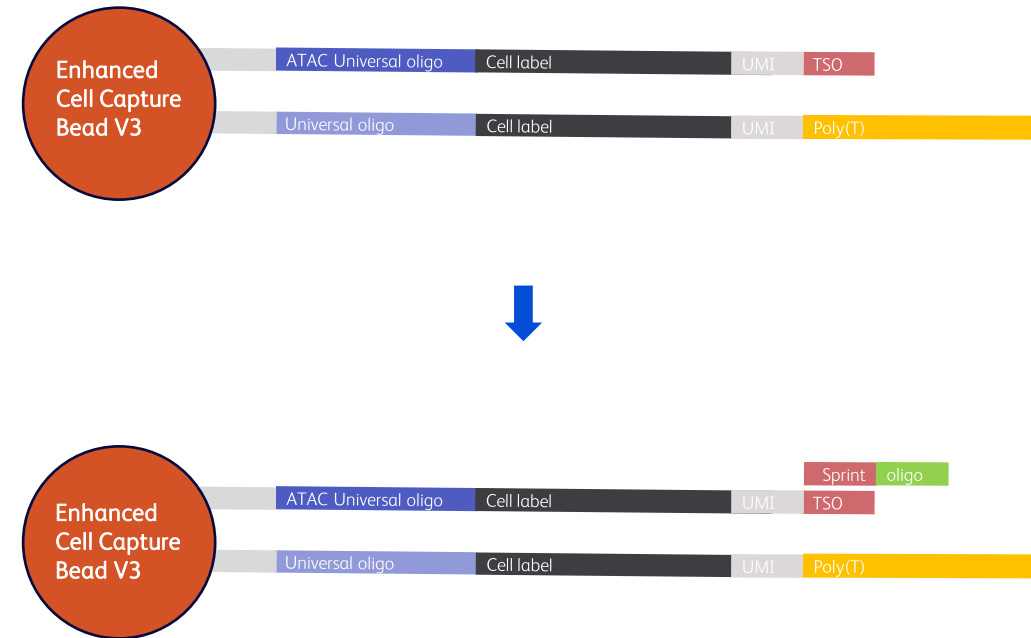 Enhanced
Cell Capture
Bead V3
ATAC Universal oligo Cell label UMI TSO
Universal oligo Cell label UMI Poly(T)
Enhanced
Cell Capture
Bead V3
Sprint oligo
ATAC Universal oligo Cell label UMI TSO
Universal oligo Cell label UMI Poly(T)